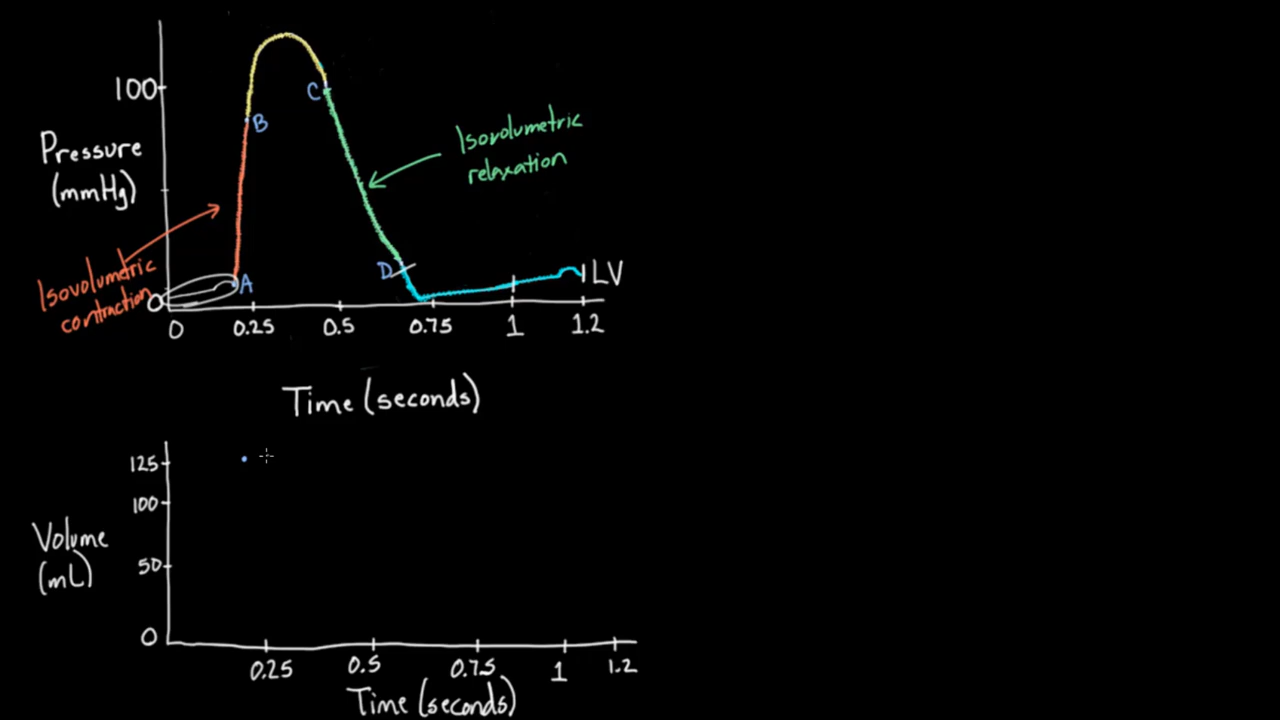 100
C
B
Pressure
(mmHg)
Isovolumetric
relaxation
Isovolumetric
contraction
A
D
LV
0
0 0.25 0.5 0.75 1 1.2
Time (seconds)
125
100
Volume
(mL)
50
0
0.25 0.5 0.75 1 1.2
Time (seconds)